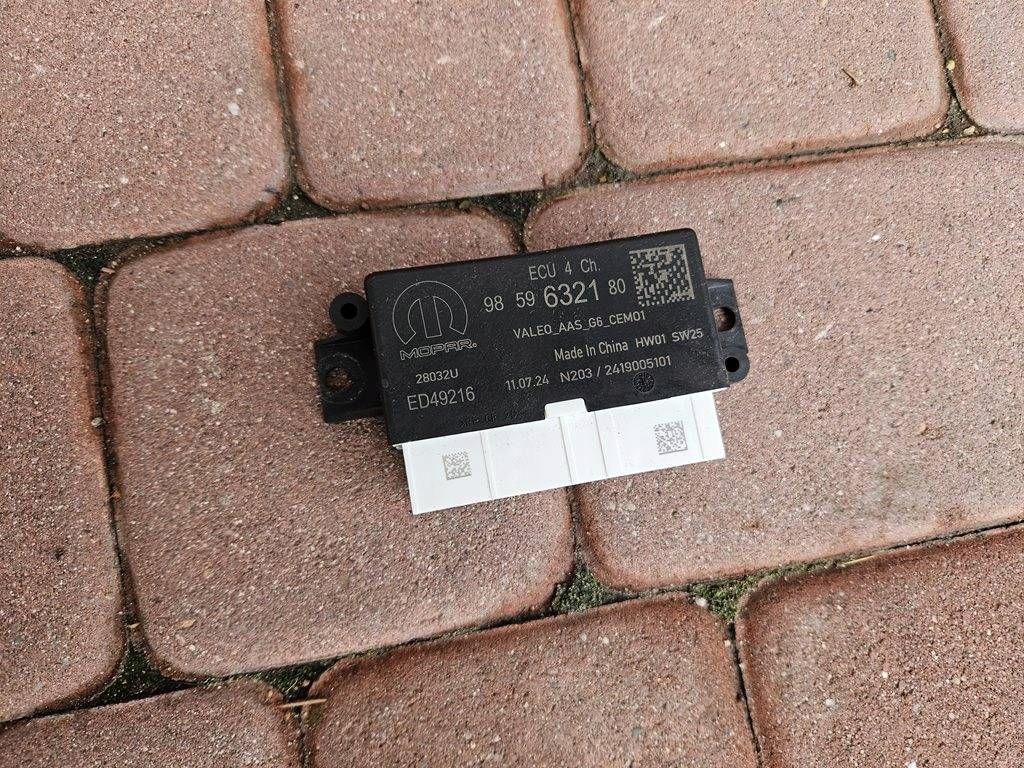 ECU 4 Ch.
98 59 6321 80
VALEO_AAS_G6_CEM01
MOPAR.
Made In China HW01 SW25
28032U
11.07.24 N203 / 2419005101
ED49216